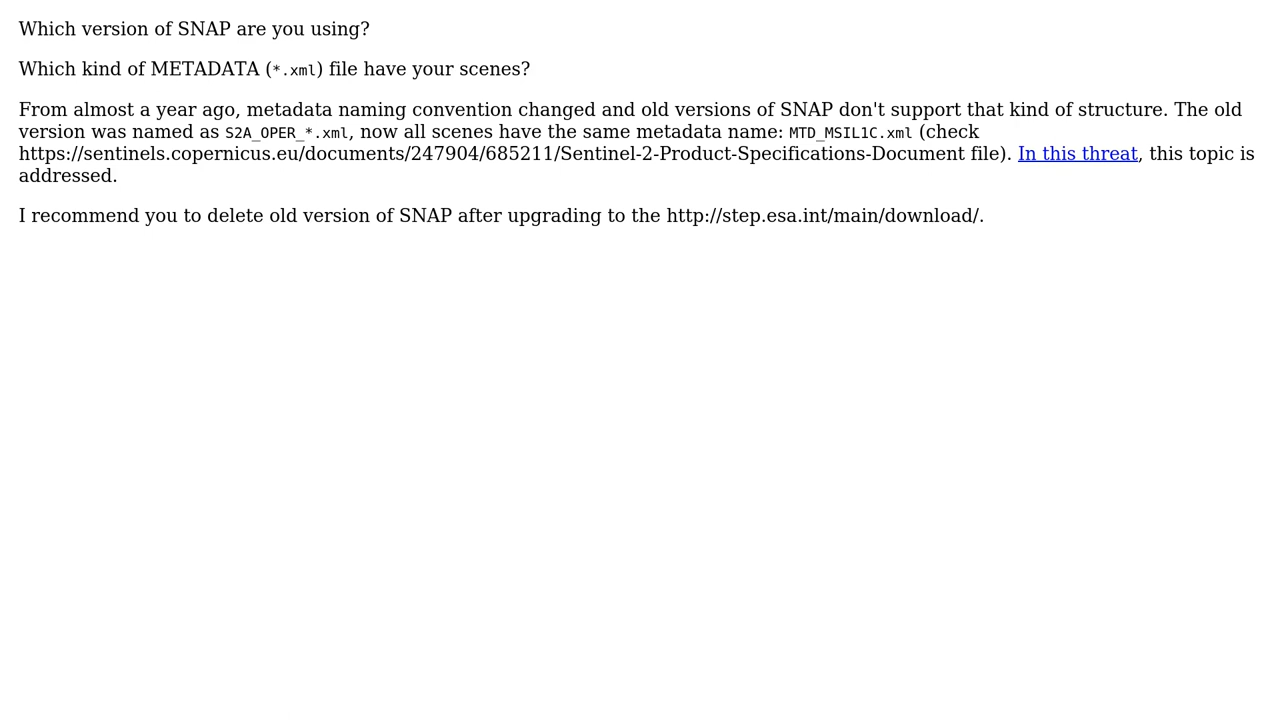 Which version of SNAP are you using?
Which kind of METADATA (*.xml) file have your scenes?
From almost a year ago, metadata naming convention changed and old versions of SNAP don't support that kind of structure. The old
version was named as S2A_OPER_*.xml, now all scenes have the same metadata name: MTD_MSIL1C.xml (check
https://sentinels.copernicus.eu/documents/247904/685211/Sentinel-2-Product-Specifications-Document file). In this threat, this topic is
addressed.
I recommend you to delete old version of SNAP after upgrading to the http://step.esa.int/main/download/.